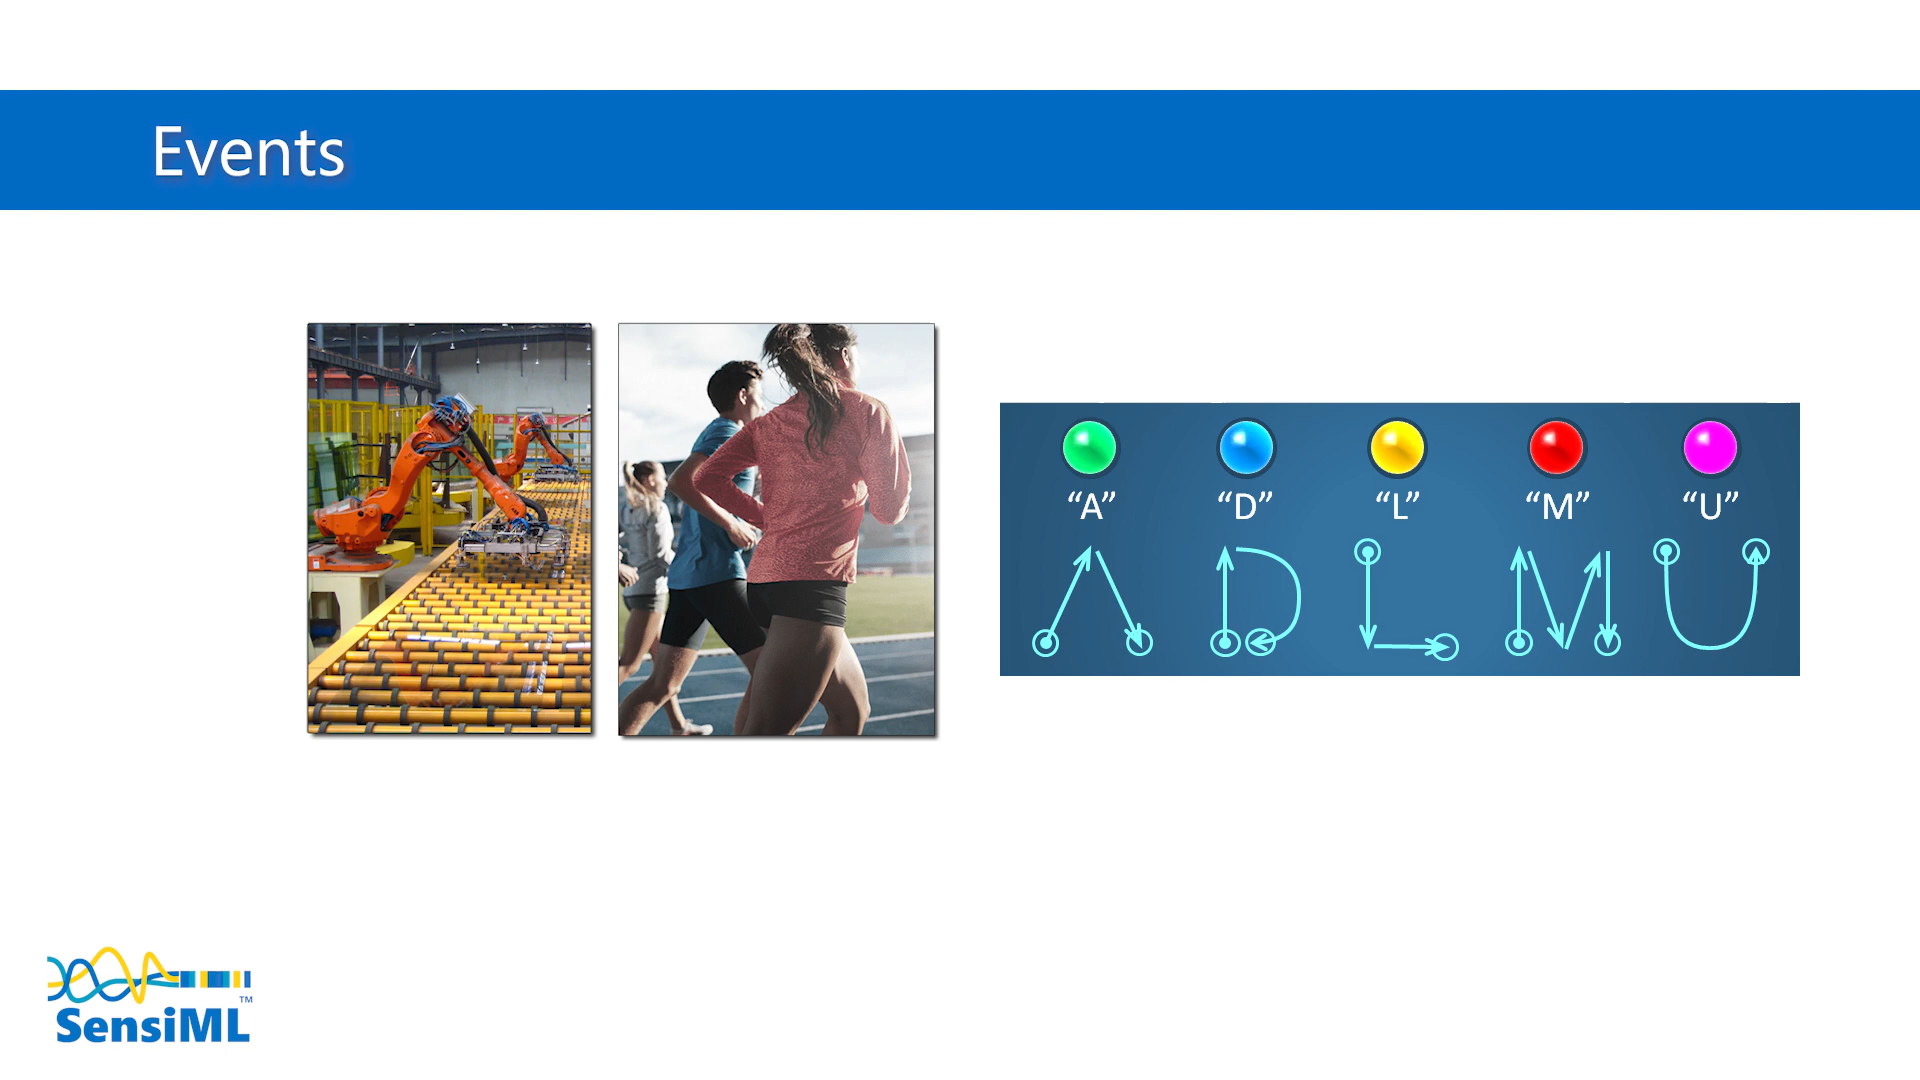 Events
“A” “D” “L” “M” “U”
TM
SensiML